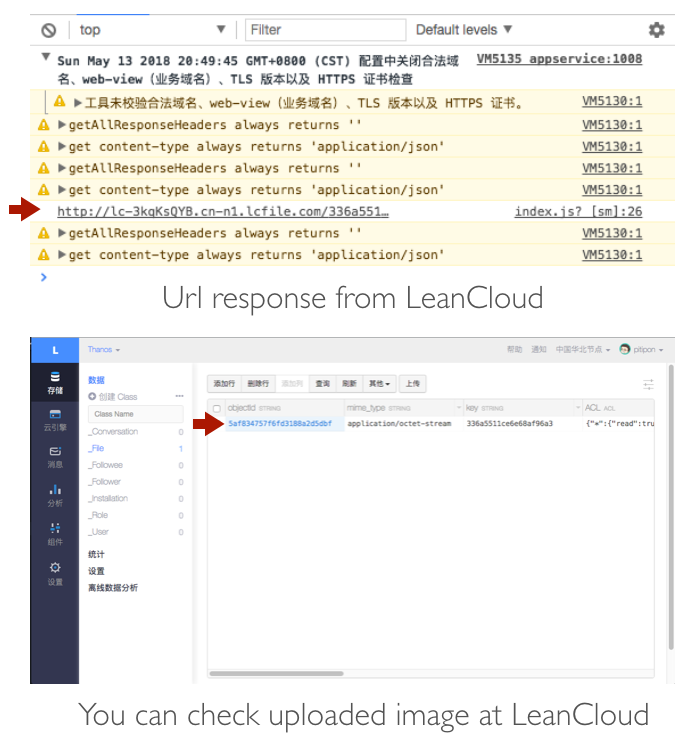 top
Filter
Default levels ▼
Sun May 13 2018 20:49:45 GMT+0800 (CST) 配置中关闭合法域 VM5135 appservice:1008
名、web-view（业务域名）、TLS 版本以及 HTTPS 证书检查
工具未校验合法域名、web-view（业务域名）、TLS 版本以及 HTTPS 证书。 VM5130:1
getAllResponseHeaders always returns '' VM5130:1
get content-type always returns 'application/json' VM5130:1
getAllResponseHeaders always returns '' VM5130:1
get content-type always returns 'application/json' VM5130:1
http://lc-3kqKsQYB.cn-n1.lcfile.com/336a551… index.js? [sm]:26
getAllResponseHeaders always returns '' VM5130:1
get content-type always returns 'application/json' VM5130:1
Url response from LeanCloud
L
Thanos
帮助 通知 中国华北节点 pitipon
存储
云引擎
消息
分析
组件
设置
数据
创建 Class
Class Name
_Conversation 0
_File 1
_Followee 0
_Follower 0
_Installation 0
_Role 0
_User 0
统计
设置
离线数据分析
添加行 删除行 添加列 查询 刷新 其他 上传
objectId STRING mime_type STRING key STRING ACL ACL
5af834757f6fd3188a2d5dbf application/octet-stream 336a5511ce6e68af96a3 {"*":{"read":tru
You can check uploaded image at LeanCloud